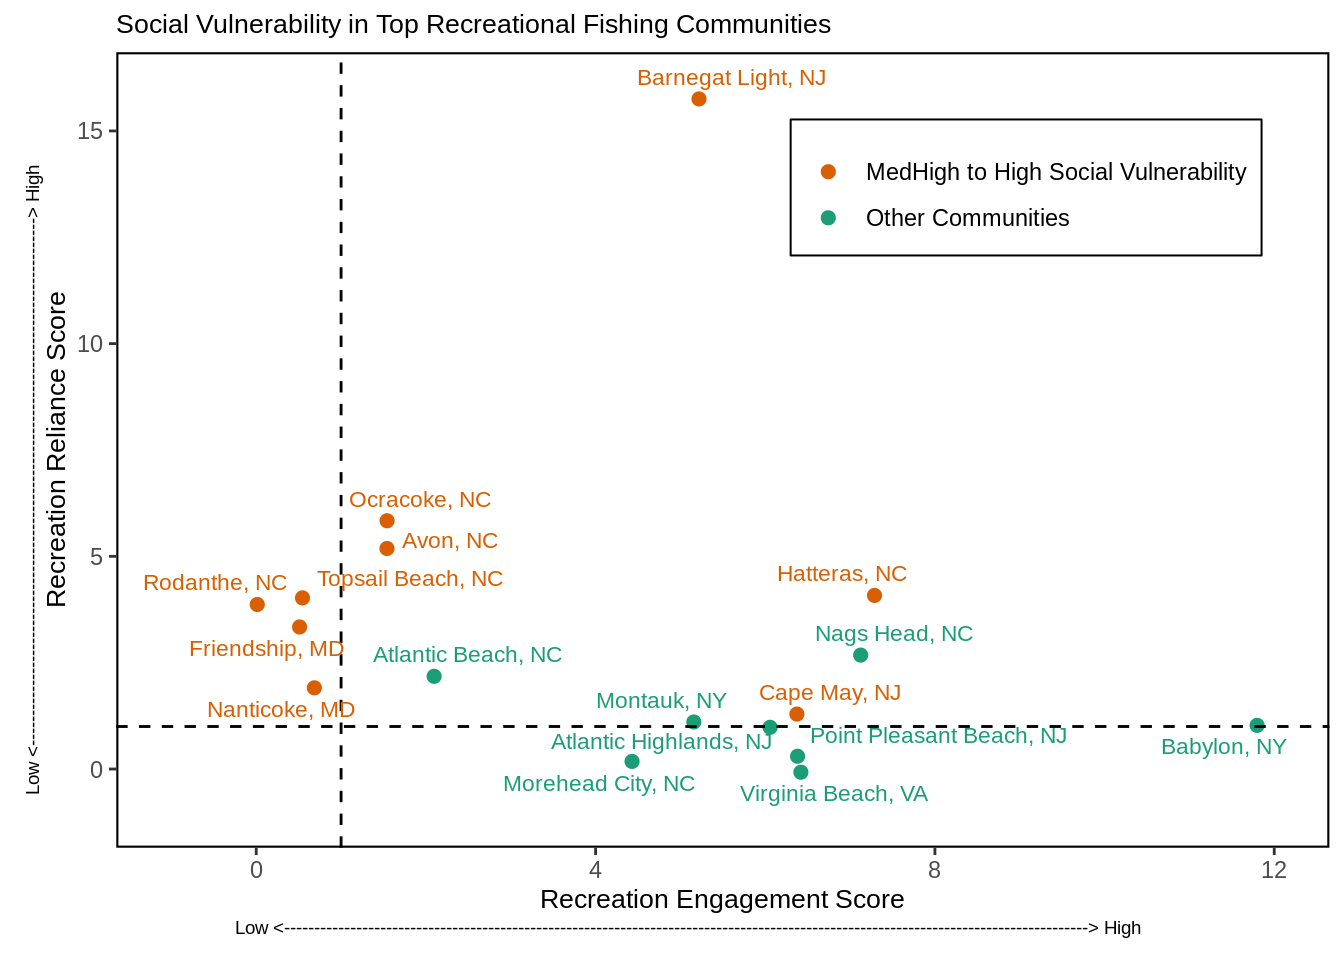 Social Vulnerability in Top Recreational Fishing Communities
Barnegat Light, NJ
MedHigh to High Social Vulnerability
Other Communities
Ocracoke, NC
Avon, NC
Rodanthe, NC
Topsail Beach, NC
Hatteras, NC
Friendship, MD
Nags Head, NC
Atlantic Beach, NC
Nanticoke, MD
Montauk, NY
Cape May, NJ
Atlantic Highlands, NJ
Point Pleasant Beach, NJ
Babylon, NY
Morehead City, NC
Virginia Beach, VA
15
10
5
0
Recreation Reliance Score
Low <--------------------------------------------------------------------------------------------> High
0 4 8 12
Recreation Engagement Score
Low <----------------------------------------------------------------------------------------------------------------------------------------> High